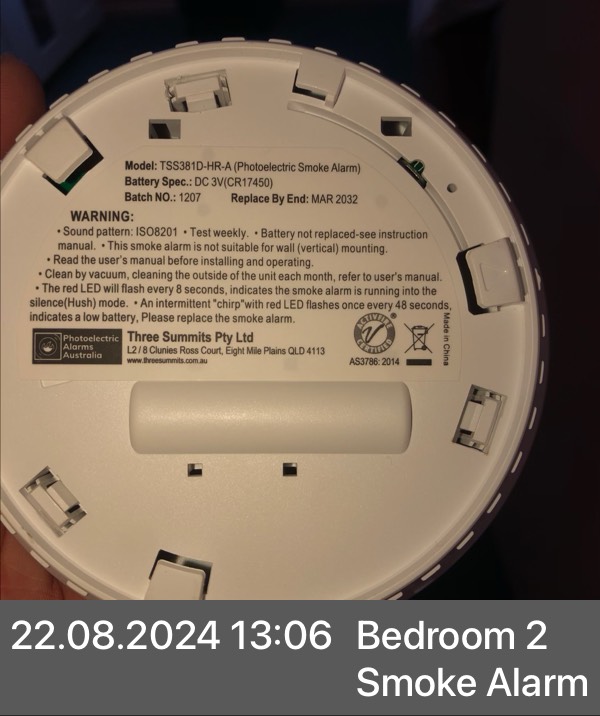 Model: TSS381D-HR-A (Photoelectric Smoke Alarm)
Battery Spec.: DC 3V(CR17450)
Batch NO.: 1207 Replace By End: MAR 2032
WARNING:
• Sound pattern: ISO8201 • Test weekly. • Battery not replaced-see instruction
manual. • This smoke alarm is not suitable for wall (vertical) mounting.
• Read the user's manual before installing and operating.
• Clean by vacuum, cleaning the outside of the unit each month, refer to user's manual.
• The red LED will flash every 8 seconds, indicates the smoke alarm is running into the
silence(Hush) mode. • An intermittent "chirp"with red LED flashes once every 48 seconds,
indicates a low battery, Please replace the smoke alarm.
Photoelectric
Alarms
Australia
Three Summits Pty Ltd
L2 / 8 Clunies Ross Court, Eight Mile Plains QLD 4113
www.threesummits.com.au
®
AS3786: 2014
Made in China
22.08.2024 13:06
Bedroom 2
Smoke Alarm